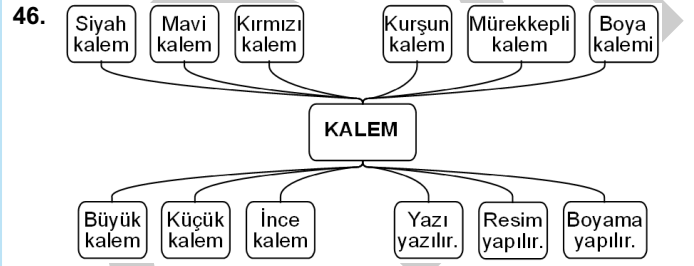 46.
Siyah
kalem
Mavi
kalem
Kırmızı
kalem
Kurşun
kalem
Mürekkepli
kalem
Boya
kalemi
KALEM
Büyük
kalem
Küçük
kalem
İnce
kalem
Yazı
yazılır.
Resim
yapılır.
Boyama
yapılır.